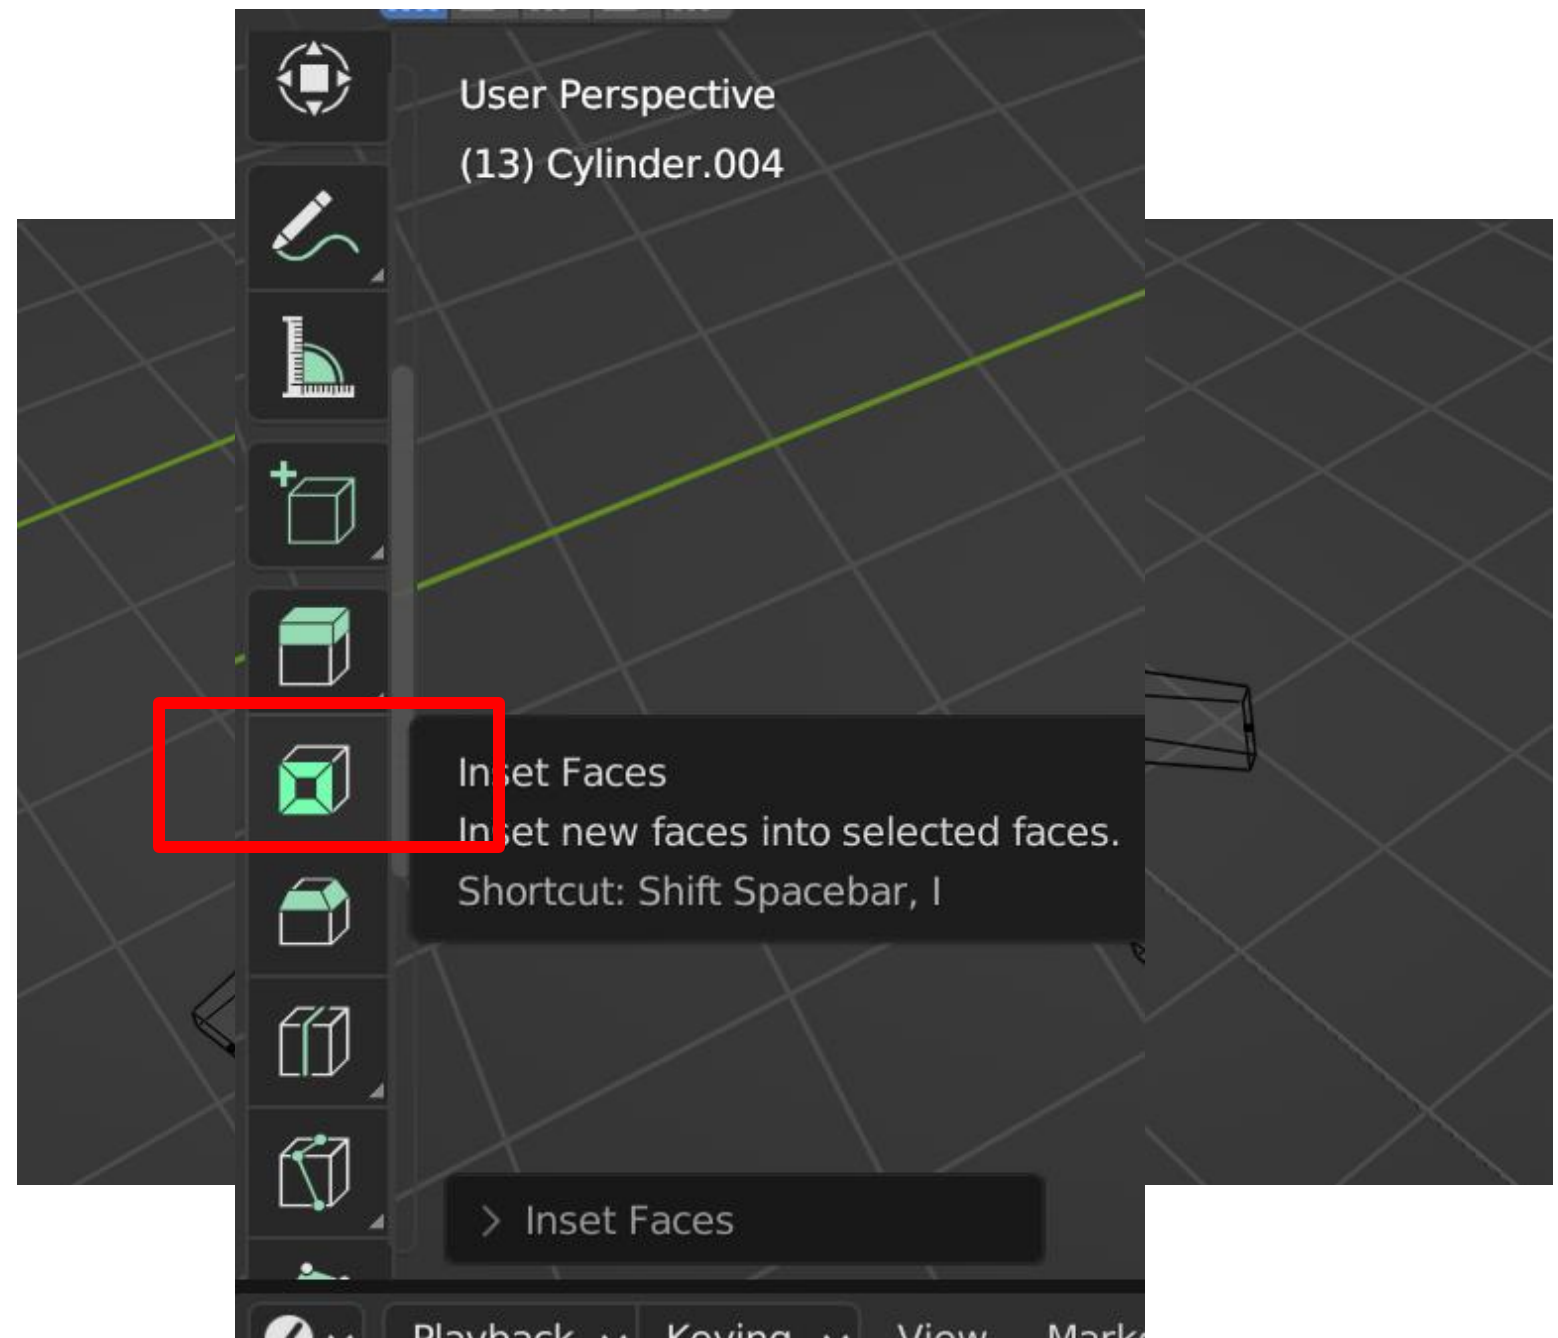 User Perspective
(13) Cylinder.004
Inset Faces
Inset new faces into selected faces.
Shortcut: Shift Spacebar, I
> Inset Faces
Playback Keying View